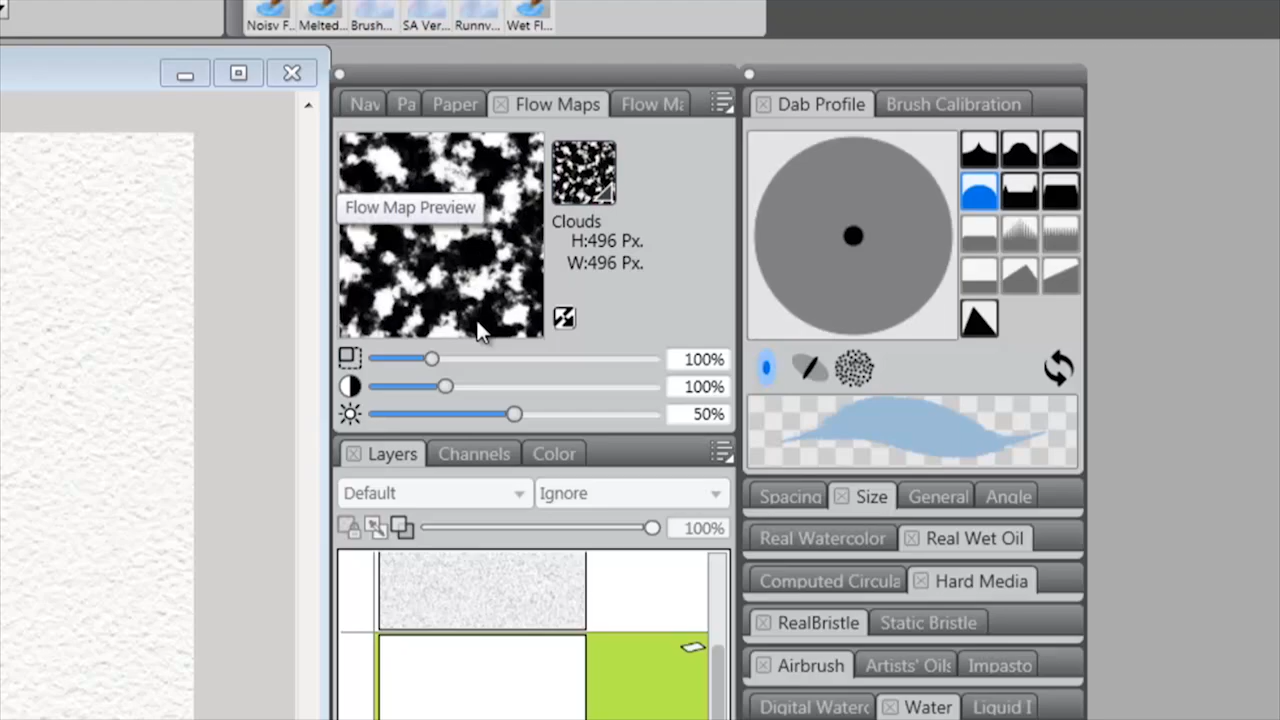 Noisy F... Melted... Brush... SA Ver... Runny... Wet Fl...
Nav Pa Paper Flow Maps Flow Ma
Flow Map Preview
Clouds
H:496 Px.
W:496 Px.
100%
100%
50%
Layers Channels Color
Default Ignore
100%
Dab Profile Brush Calibration
Spacing Size General Angle
Real Watercolor Real Wet Oil
Computed Circula Hard Media
RealBristle Static Bristle
Airbrush Artists' Oils Impasto
Digital Waterc Water Liquid I